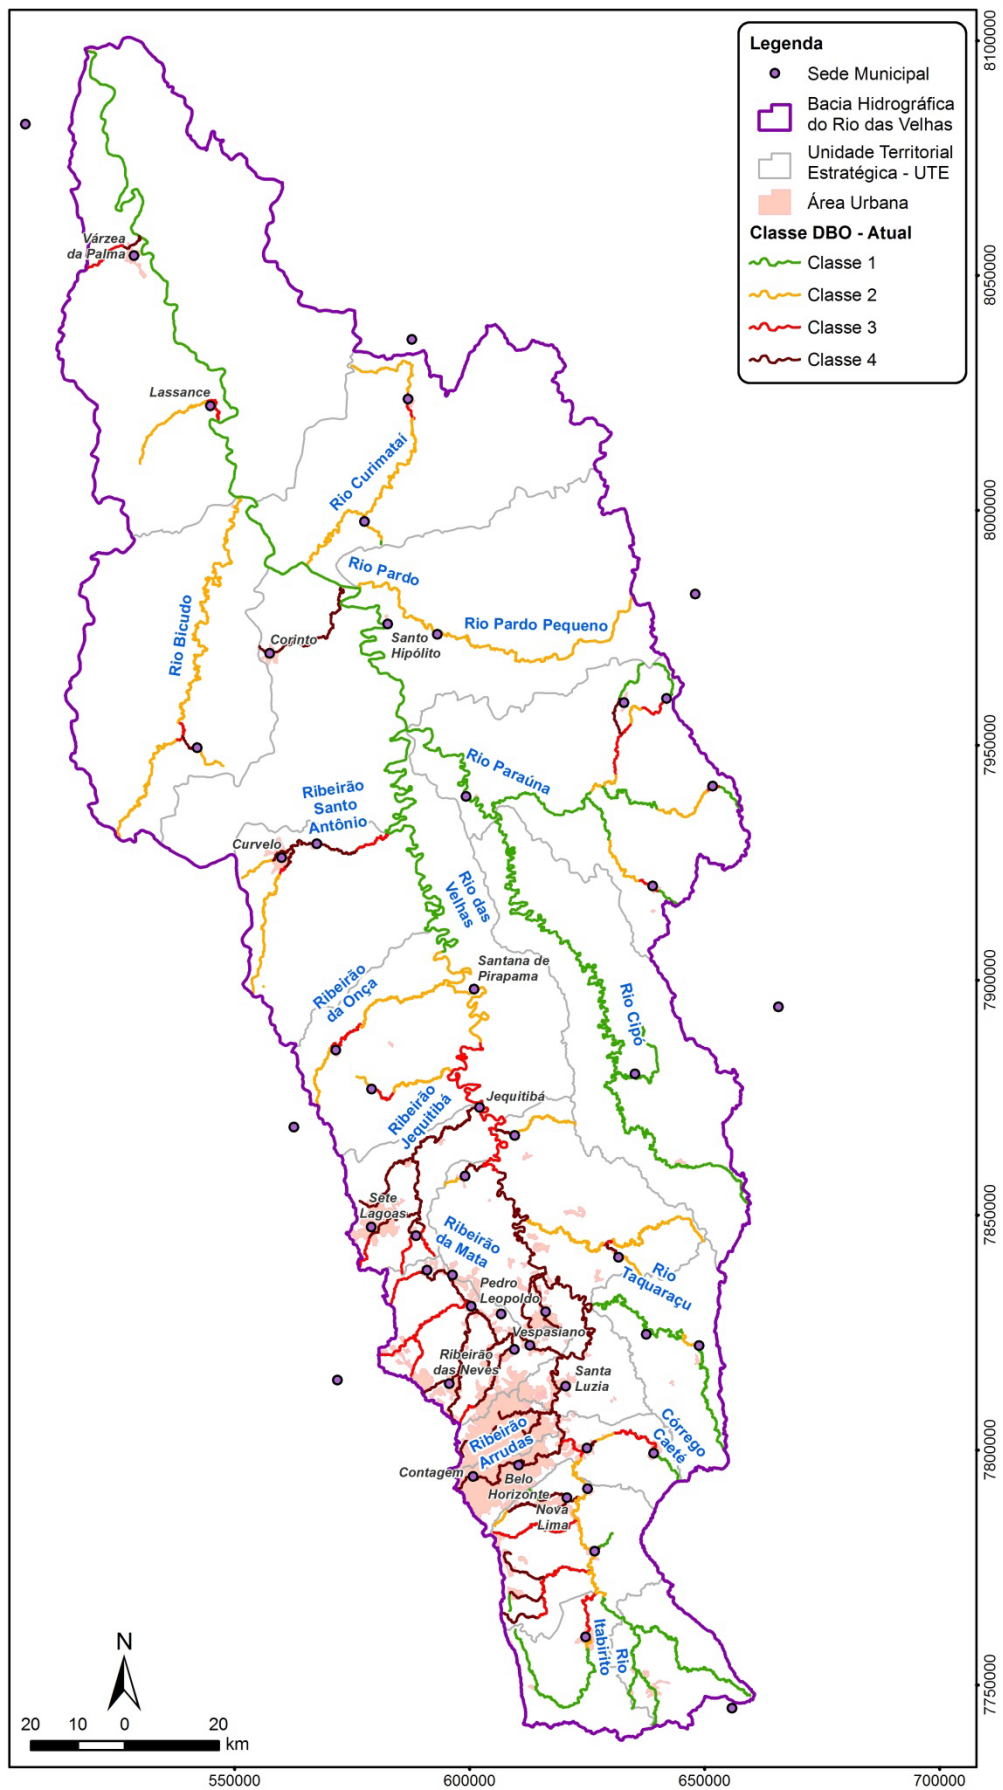 Legenda
Sede Municipal
Bacia Hidrográfica
do Rio das Velhas
Unidade Territorial
Estratégica - UTE
Área Urbana
Classe DBO - Atual
Classe 1
Classe 2
Classe 3
Classe 4
8100000
Várzea
da Palma
8050000
Lassance
Rio Curimataí
8000000
Rio Pardo
Rio Pardo Pequeno
Rio Bicudo
Corinto
Santo
Hipólito
7950000
Rio Paraúna
Ribeirão
Santo
Antônio
Curvelo
Rio das
Velhas
Santana de
Pirapama
Ribeirão
da Onça
7900000
Rio Cipó
Jequitibá
Ribeirão
Jequitibá
Sete
Lagoas
7850000
Ribeirão
da Mata
Rio
Taquaraçu
Pedro
Leopoldo
Vespasiano
Ribeirão
das Neves
Santa
Luzia
Ribeirão
Arrudas
Córrego
Caeté
7800000
Contagem
Belo
Horizonte
Nova
Lima
Rio
Itabirito
7750000
N
20 10 0 20
km
550000 600000 650000 700000